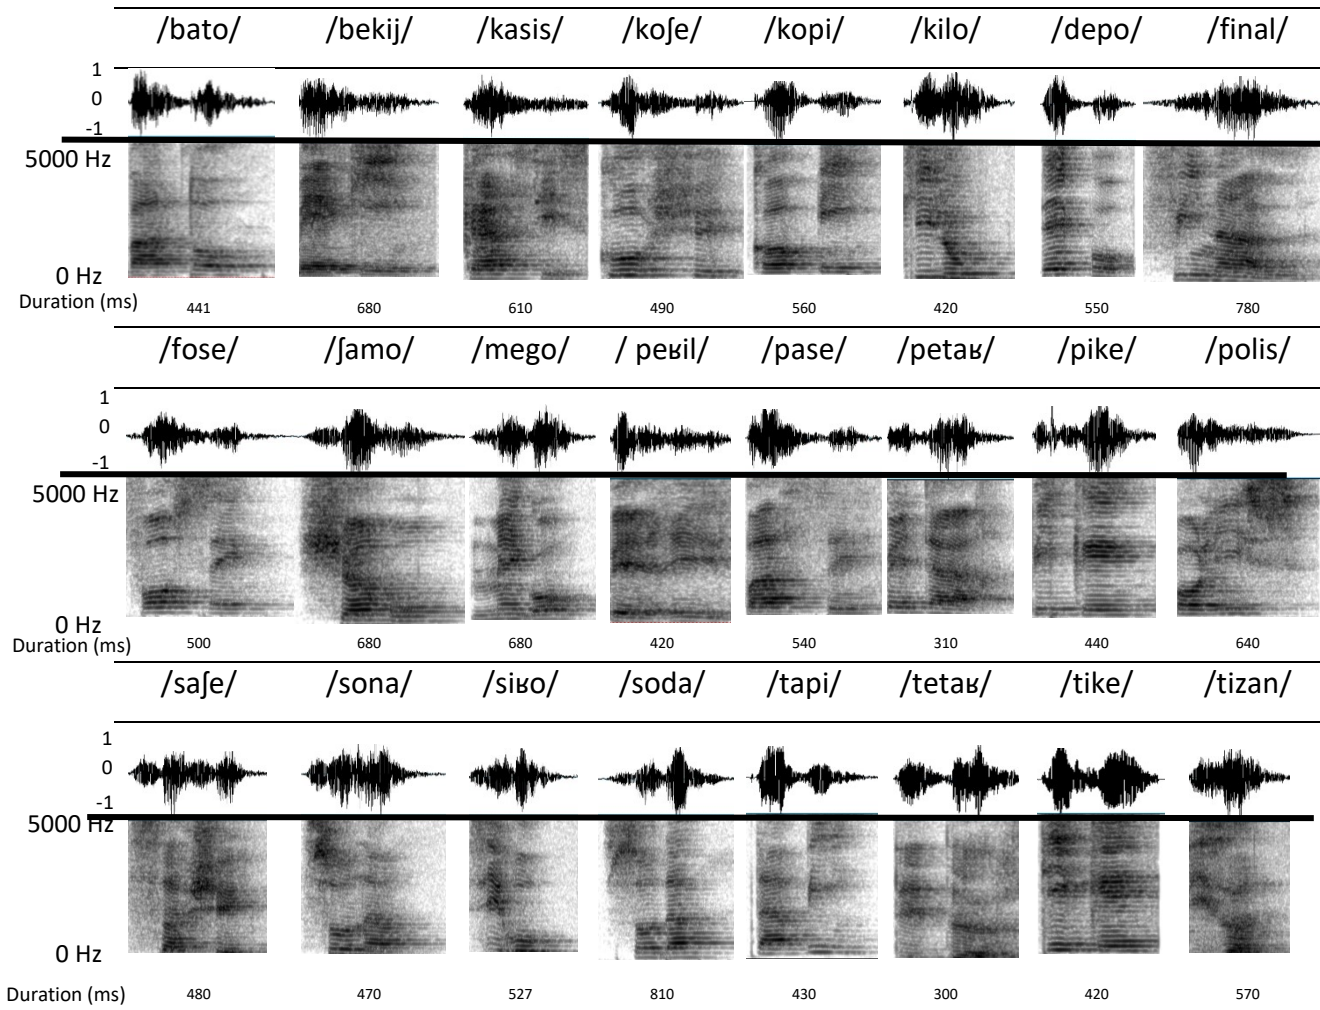 /bato/ /bekij/ /kasis/ /koʃe/ /kopi/ /kilo/ /depo/ /final/
1
0
-1
5000 Hz
0 Hz
Duration (ms) 441 680 610 490 560 420 550 780
/fose/ /ʃamo/ /mego/ / peʁil/ /pase/ /petaʁ/ /pike/ /polis/
1
0
-1
5000 Hz
0 Hz
Duration (ms) 500 680 680 420 540 310 440 640
/saʃe/ /sona/ /siʁo/ /soda/ /tapi/ /tetaʁ/ /tike/ /tizan/
1
0
-1
5000 Hz
0 Hz
Duration (ms) 480 470 527 810 430 300 420 570